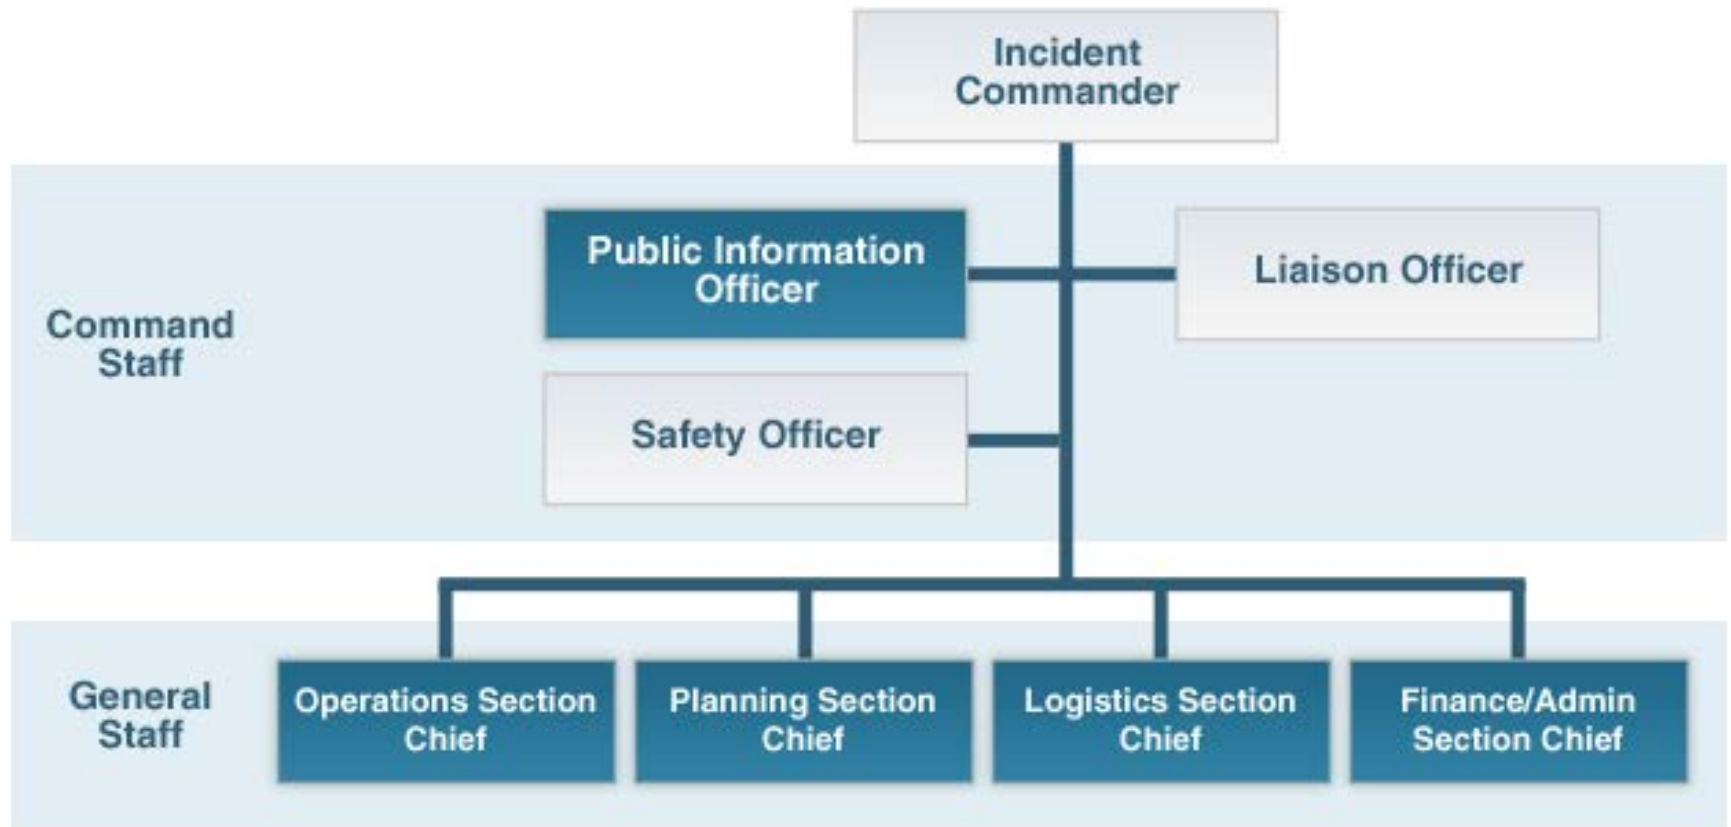 Incident
Commander
Public Information
Officer
Liaison Officer
Command
Staff
Safety Officer
General
Staff
Operations Section
Chief
Planning Section
Chief
Logistics Section
Chief
Finance/Admin
Section Chief